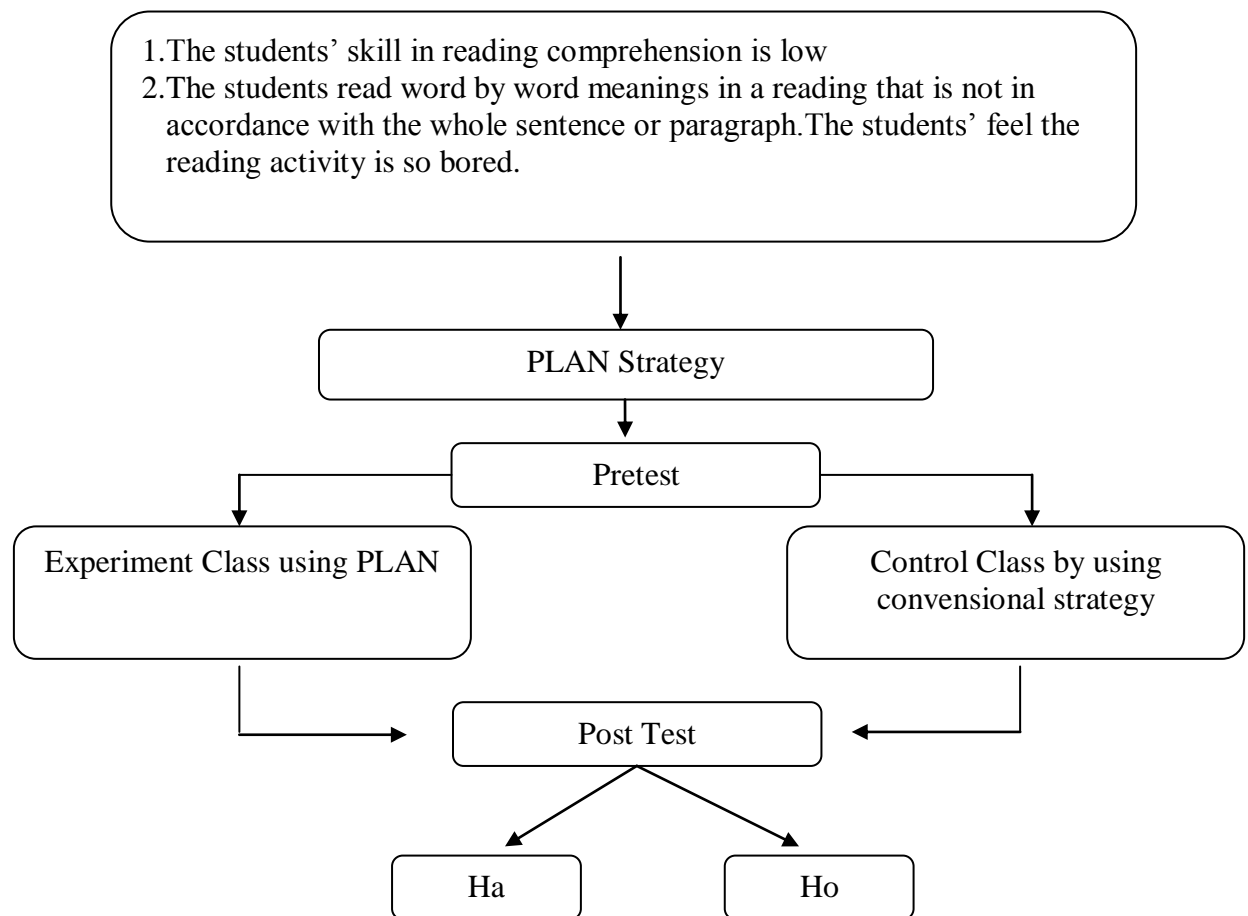 1.The students’ skill in reading comprehension is low
2.The students read word by word meanings in a reading that is not in
accordance with the whole sentence or paragraph.The students’ feel the
reading activity is so bored.
PLAN Strategy
Pretest
Experiment Class using PLAN
Control Class by using
convensional strategy
Post Test
Ha
Ho